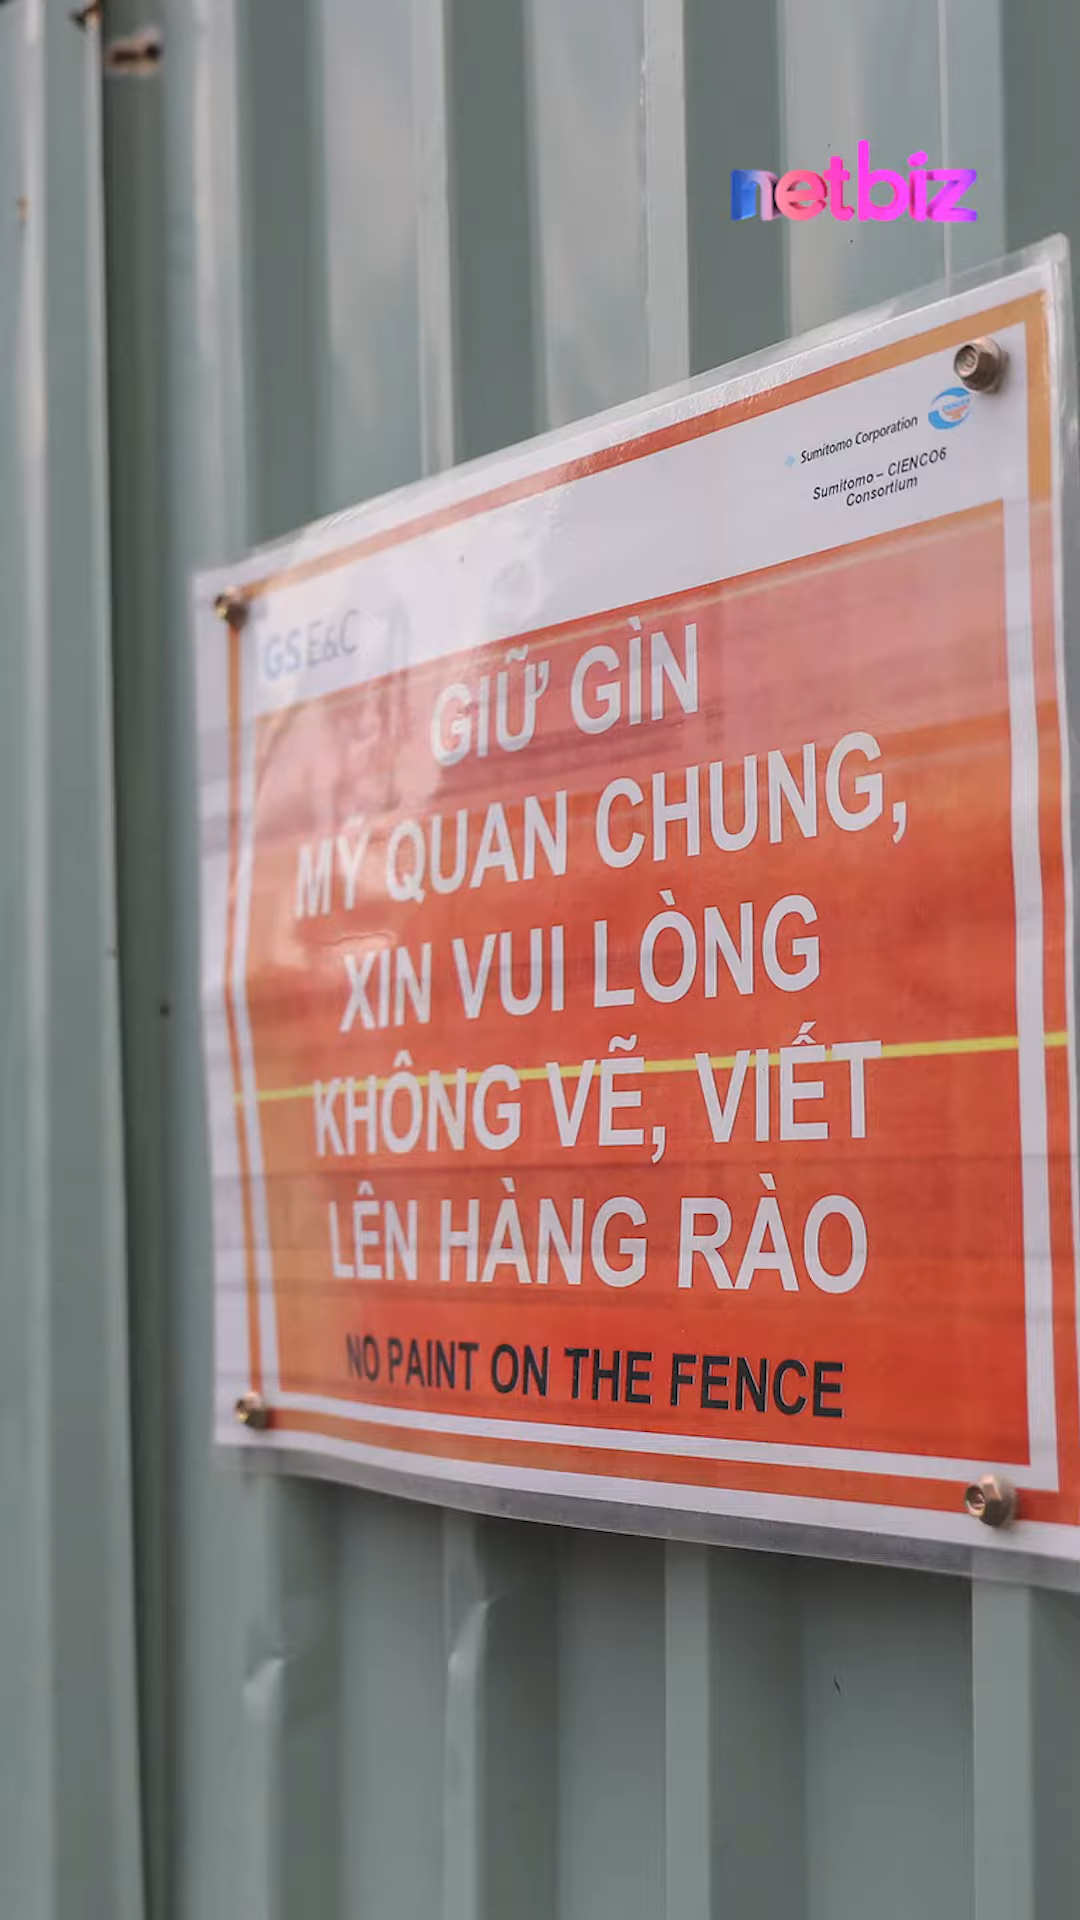 netbiz
Sumitomo Corporation
CIENCO6
Sumitomo – CIENCO6
Consortium
GS E&C
GIỮ GÌN
MỸ QUAN CHUNG,
XIN VUI LÒNG
KHÔNG VẼ, VIẾT
LÊN HÀNG RÀO
NO PAINT ON THE FENCE